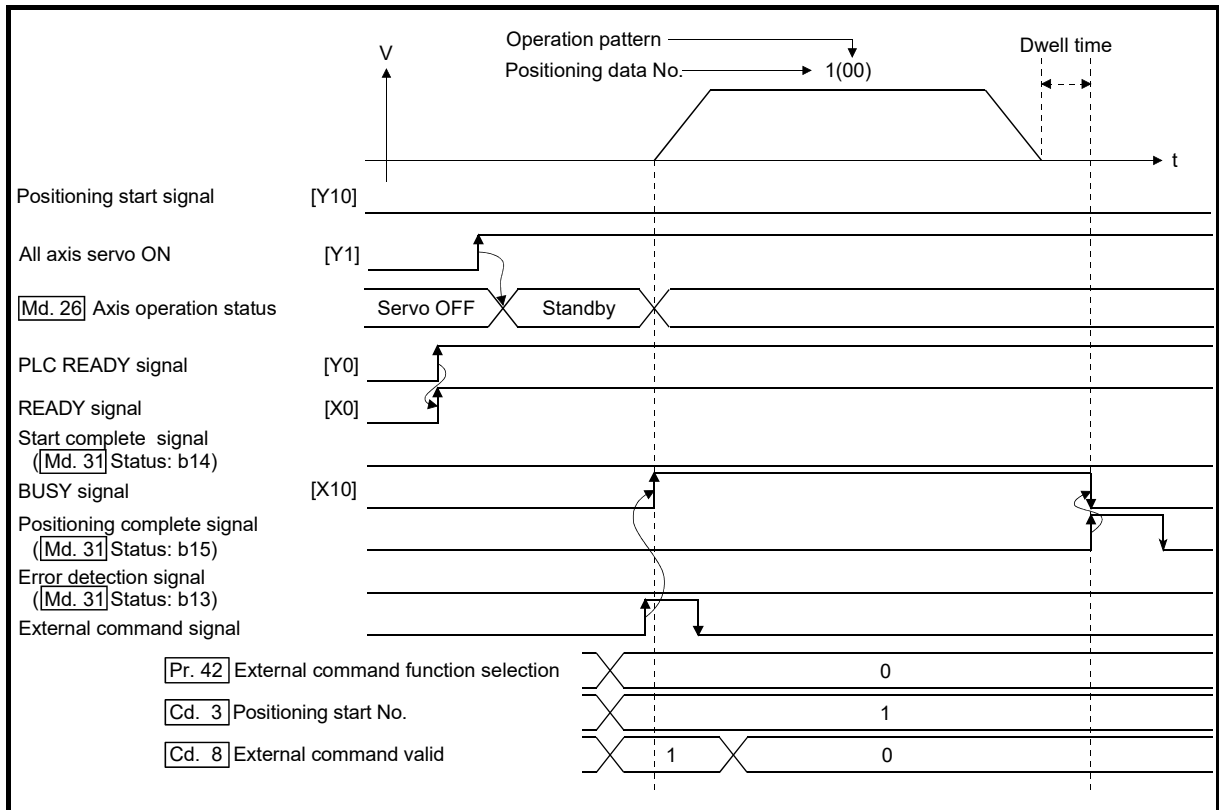 V
Operation pattern
Positioning data No.
1(00)
Dwell time
t
Positioning start signal [Y10]
All axis servo ON [Y1]
Md. 26 Axis operation status Servo OFF Standby
PLC READY signal [Y0]
READY signal [X0]
Start complete signal
(Md. 31 Status: b14)
BUSY signal [X10]
Positioning complete signal
(Md. 31 Status: b15)
Error detection signal
(Md. 31 Status: b13)
External command signal
Pr. 42 External command function selection 0
Cd. 3 Positioning start No. 1
Cd. 8 External command valid 1 0